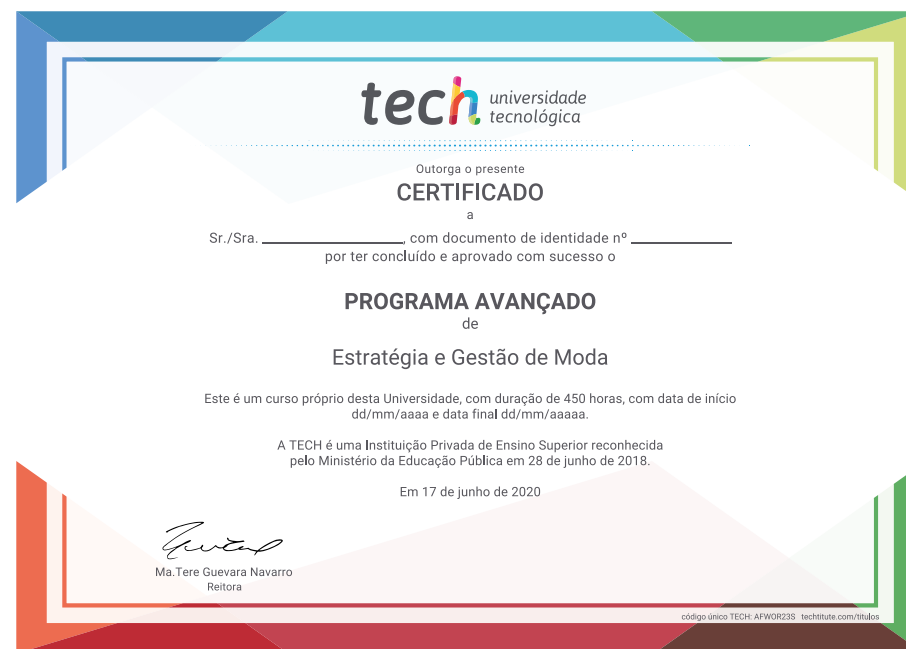 tech universidade
tecnológica
Outorga o presente
CERTIFICADO
a
Sr./Sra. ________________, com documento de identidade nº ____________
por ter concluído e aprovado com sucesso o
PROGRAMA AVANÇADO
de
Estratégia e Gestão de Moda
Este é um curso próprio desta Universidade, com duração de 450 horas, com data de início
dd/mm/aaaa e data final dd/mm/aaaaa.
A TECH é uma Instituição Privada de Ensino Superior reconhecida
pelo Ministério da Educação Pública em 28 de junho de 2018.
Em 17 de junho de 2020
Ma.Tere Guevara Navarro
Reitora
código único TECH: AFWOR23S techtitute.com/titulos